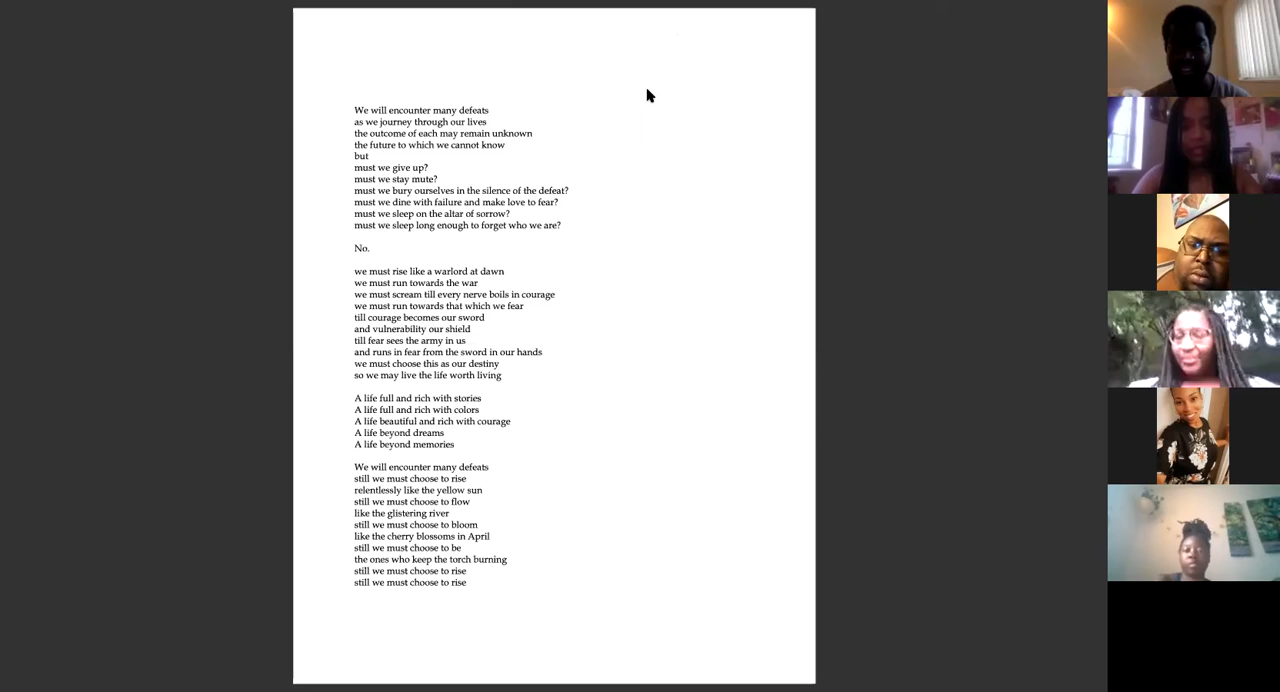 We will encounter many defeats
as we journey through our lives
the outcome of each may remain unknown
the future to which we cannot know
but
must we give up?
must we stay mute?
must we bury ourselves in the silence of the defeat?
must we dine with failure and make love to fear?
must we sleep on the altar of sorrow?
must we sleep long enough to forget who we are?
No.
we must rise like a warlord at dawn
we must run towards the war
we must scream till every nerve boils in courage
we must run towards that which we fear
till courage becomes our sword
and vulnerability our shield
till fear sees the army in us
and runs in fear from the sword in our hands
we must choose this as our destiny
so we may live the life worth living
A life full and rich with stories
A life full and rich with colors
A life beautiful and rich with courage
A life beyond dreams
A life beyond memories
We will encounter many defeats
still we must choose to rise
relentlessly like the yellow sun
still we must choose to flow
like the glistering river
still we must choose to bloom
like the cherry blossoms in April
still we must choose to be
the ones who keep the torch burning
still we must choose to rise
still we must choose to rise